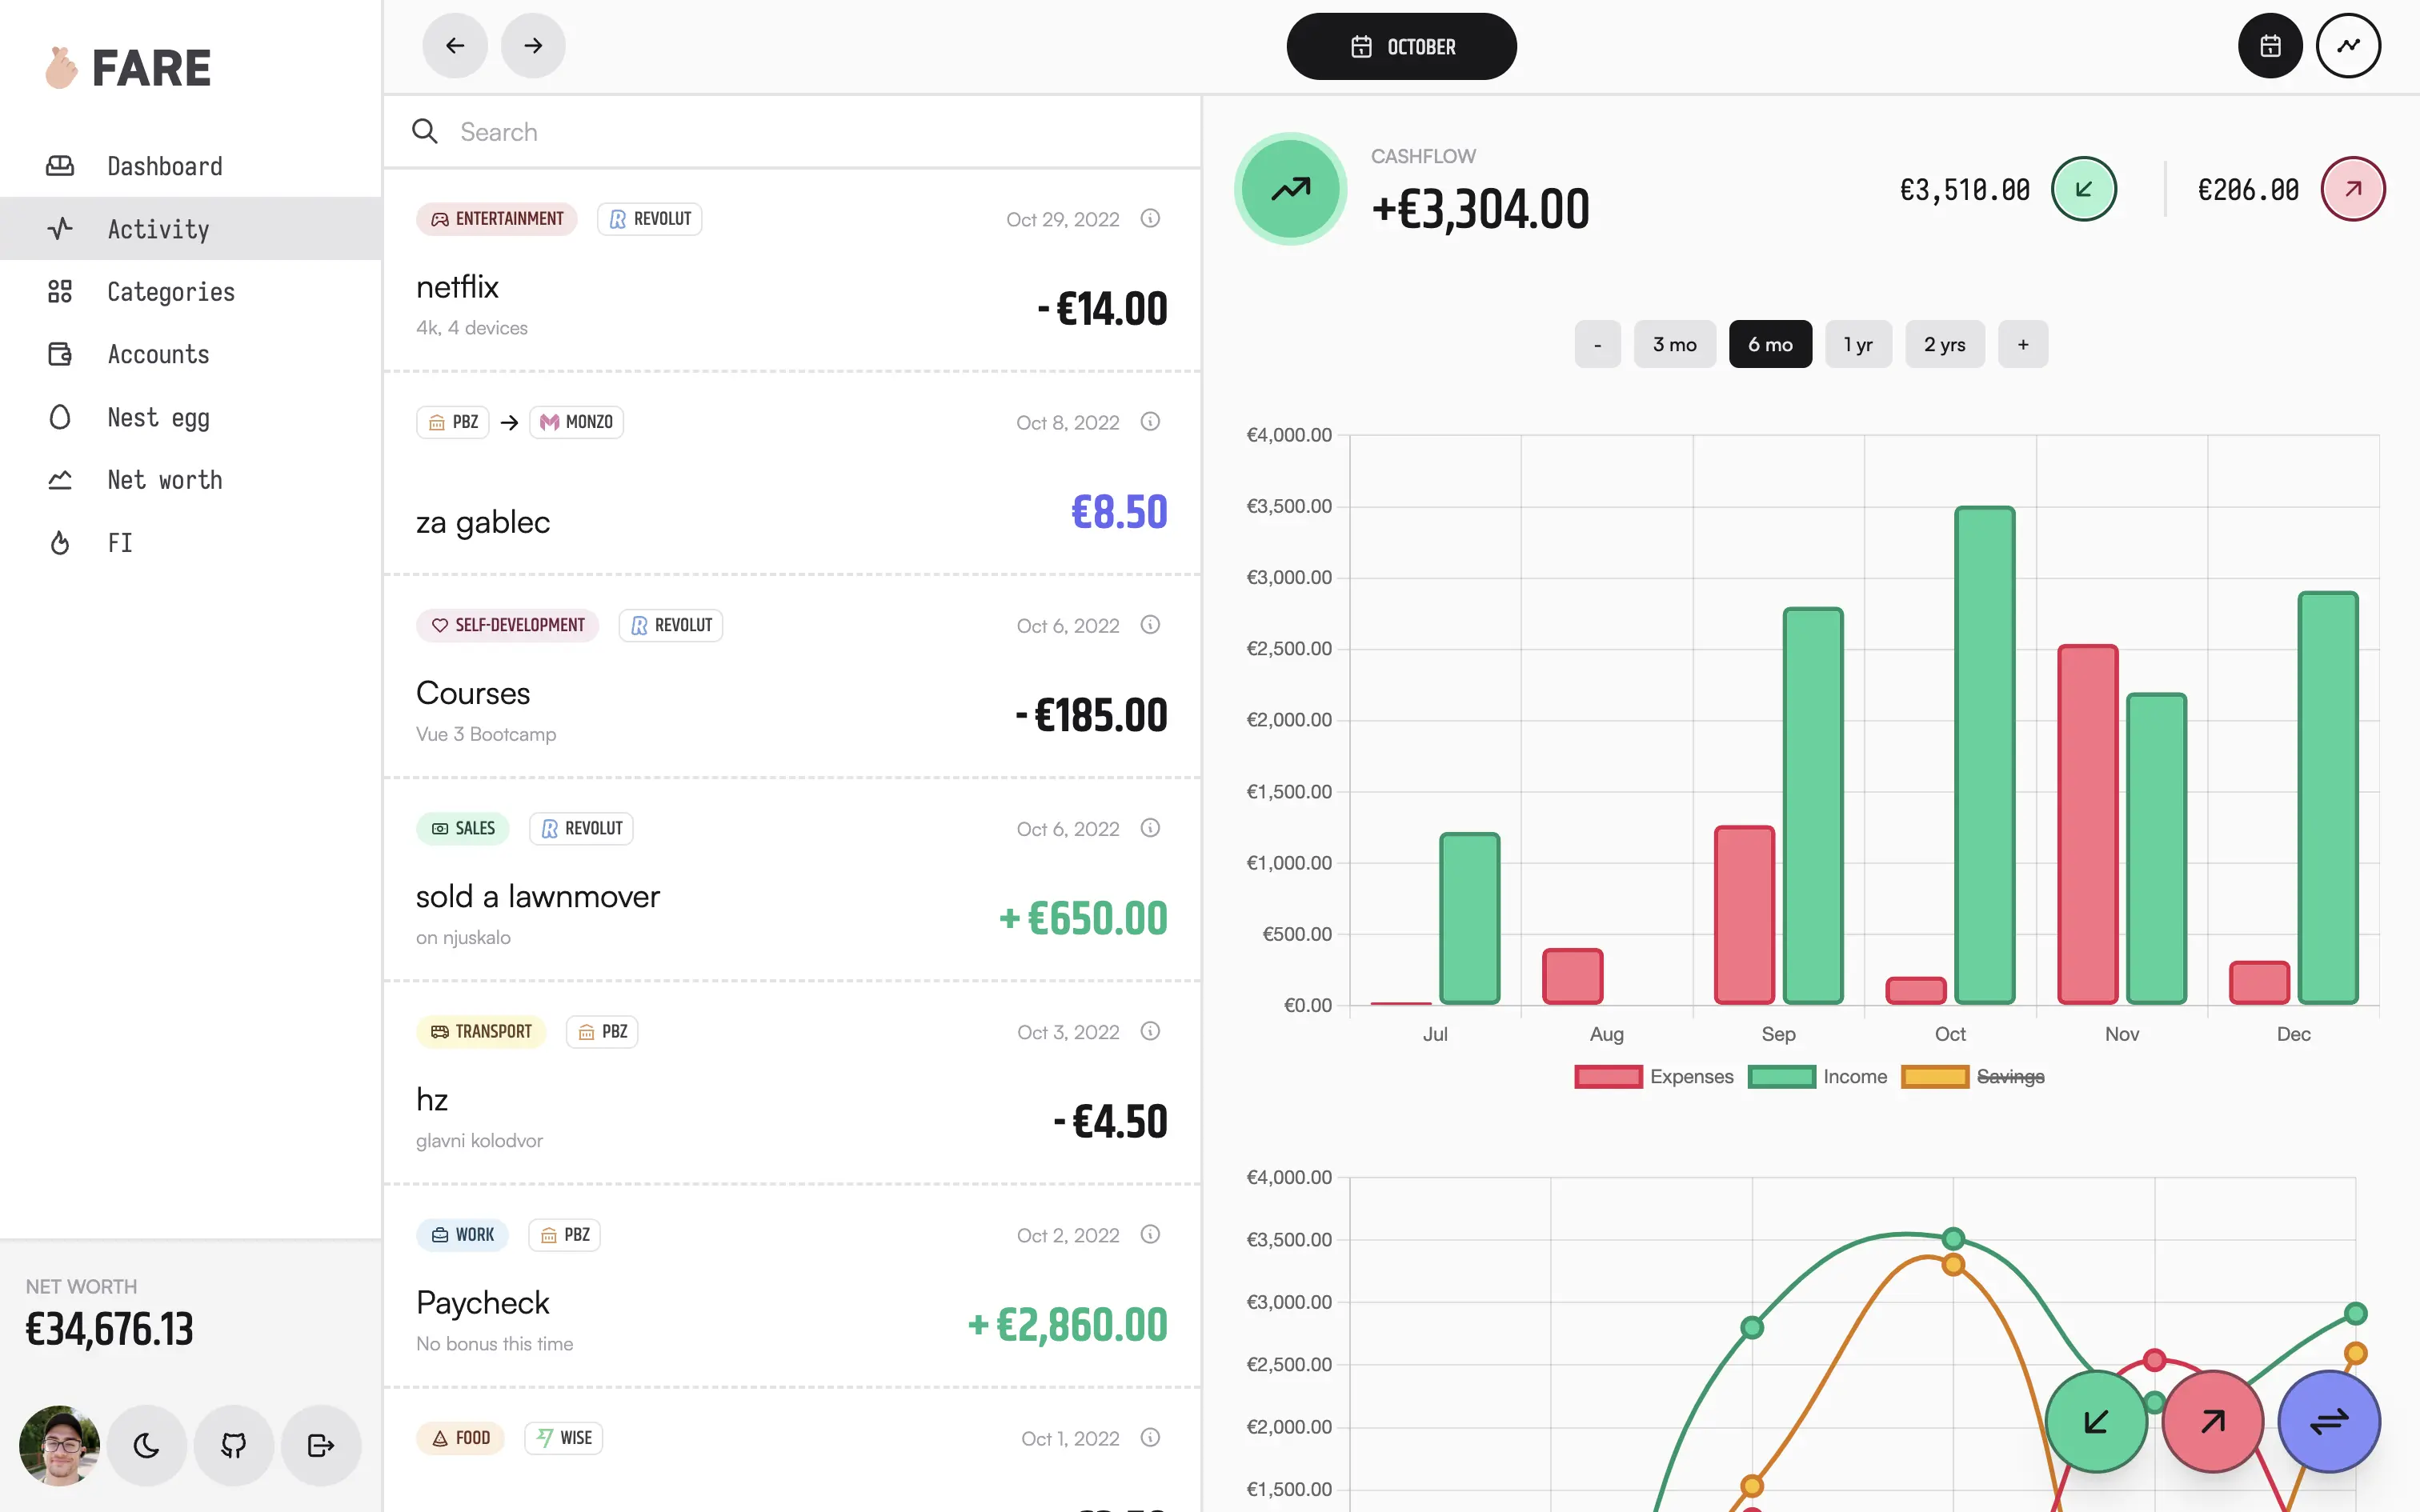 FARE
Dashboard
Activity
Categories
Accounts
Nest egg
Net worth
FI
NET WORTH
€34,676.13
OCTOBER
Search
ENTERTAINMENT REVOLUT Oct 29, 2022
netflix
4k, 4 devices
- €14.00
PBZ → MONZO Oct 8, 2022
za gablec
€8.50
SELF-DEVELOPMENT REVOLUT Oct 6, 2022
Courses
Vue 3 Bootcamp
- €185.00
SALES REVOLUT Oct 6, 2022
sold a lawnmover
on njuskalo
+ €650.00
TRANSPORT PBZ Oct 3, 2022
hz
glavni kolodvor
- €4.50
WORK PBZ Oct 2, 2022
Paycheck
No bonus this time
+ €2,860.00
FOOD WISE Oct 1, 2022
CASHFLOW
+€3,304.00
€3,510.00
€206.00
- 3 mo 6 mo 1 yr 2 yrs +
€4,000.00
€3,500.00
€3,000.00
€2,500.00
€2,000.00
€1,500.00
€1,000.00
€500.00
€0.00
Jul Aug Sep Oct Nov Dec
Expenses Income Savings
€4,000.00
€3,500.00
€3,000.00
€2,500.00
€2,000.00
€1,500.00